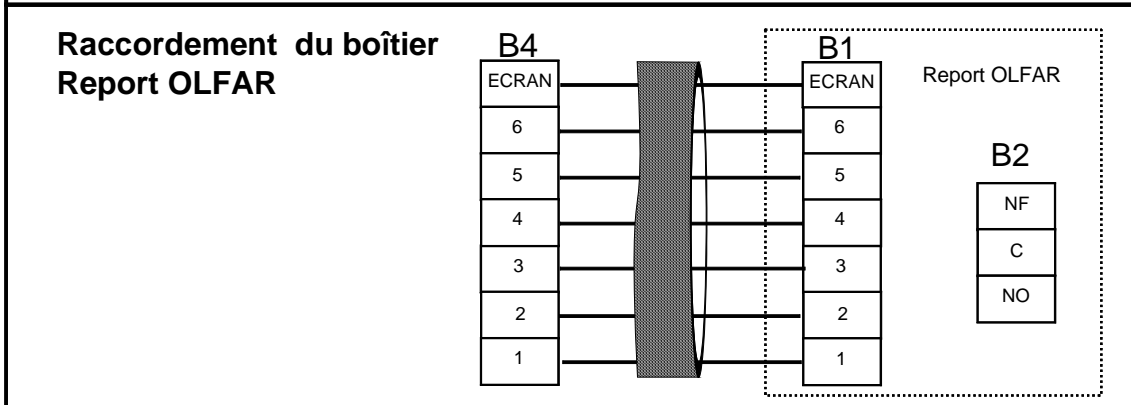 Raccordement du boîtier
Report OLFAR
B4
ECRAN
6
5
4
3
2
1
B1
ECRAN
6
5
4
3
2
1
Report OLFAR
B2
NF
C
NO